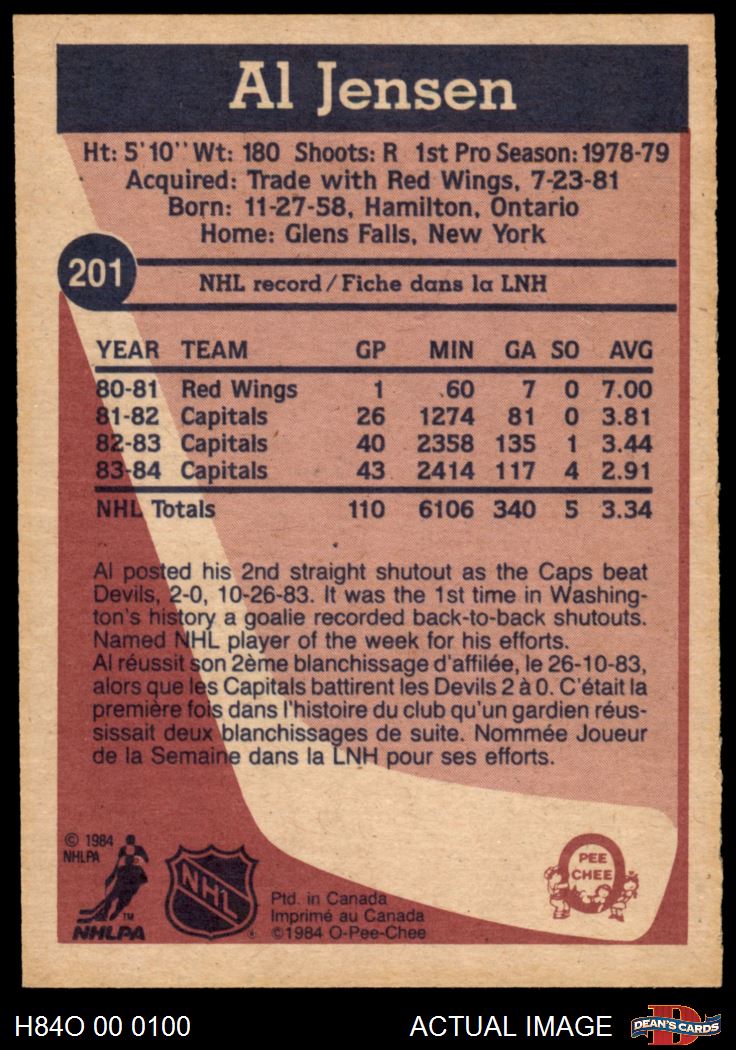 Al Jensen
Ht: 5'10" Wt: 180 Shoots: R 1st Pro Season: 1978-79
Acquired: Trade with Red Wings, 7-23-81
Born: 11-27-58, Hamilton, Ontario
Home: Glens Falls, New York
201
NHL record/Fiche dans la LNH
YEAR TEAM GP MIN GA SO AVG
80-81 Red Wings 1 60 7 0 7.00
81-82 Capitals 26 1274 81 0 3.81
82-83 Capitals 40 2358 135 1 3.44
83-84 Capitals 43 2414 117 4 2.91
NHL Totals 110 6106 340 5 3.34
Al posted his 2nd straight shutout as the Caps beat
Devils, 2-0, 10-26-83. It was the 1st time in Washing-
ton's history a goalie recorded back-to-back shutouts.
Named NHL player of the week for his efforts.
Al réussit son 2ème blanchissage d'affilée, le 26-10-83,
alors que les Capitals battirent les Devils 2 à 0. C'était la
première fois dans l'histoire du club qu'un gardien réus-
sissait deux blanchissages de suite. Nommée Joueur
de la Semaine dans la LNH pour ses efforts.
© 1984
NHLPA
TM
NHLPA
NHL
Ptd. in Canada
Imprimé au Canada
©1984 O-Pee-Chee
PEE
CHEE
H84O 00 0100
ACTUAL IMAGE
D
DEAN'S CARDS